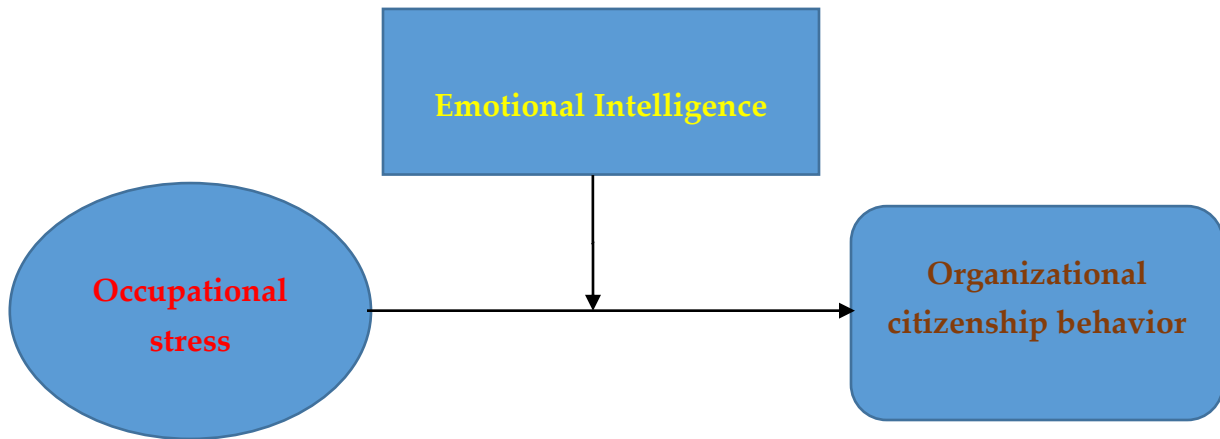 Emotional Intelligence
Occupational
stress
Organizational
citizenship behavior